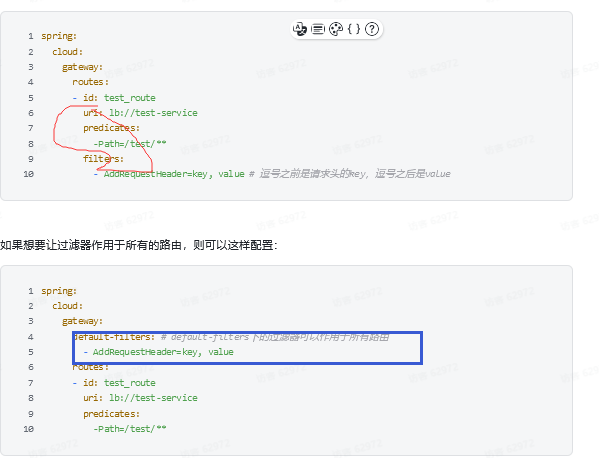 1 spring:
2 cloud:
3 gateway:
4 routes:
5 - id: test_route
6 uri: lb://test-service
7 predicates:
8 -Path=/test/**
9 filters:
10 - AddRequestHeader=key, value # 逗号之前是请求头的key，逗号之后是value
如果想要让过滤器作用于所有的路由，则可以这样配置：
1 spring:
2 cloud:
3 gateway:
4 default-filters: # default-filters下的过滤器可以作用于所有路由
5 - AddRequestHeader=key, value
6 routes:
7 - id: test_route
8 uri: lb://test-service
9 predicates:
10 -Path=/test/**